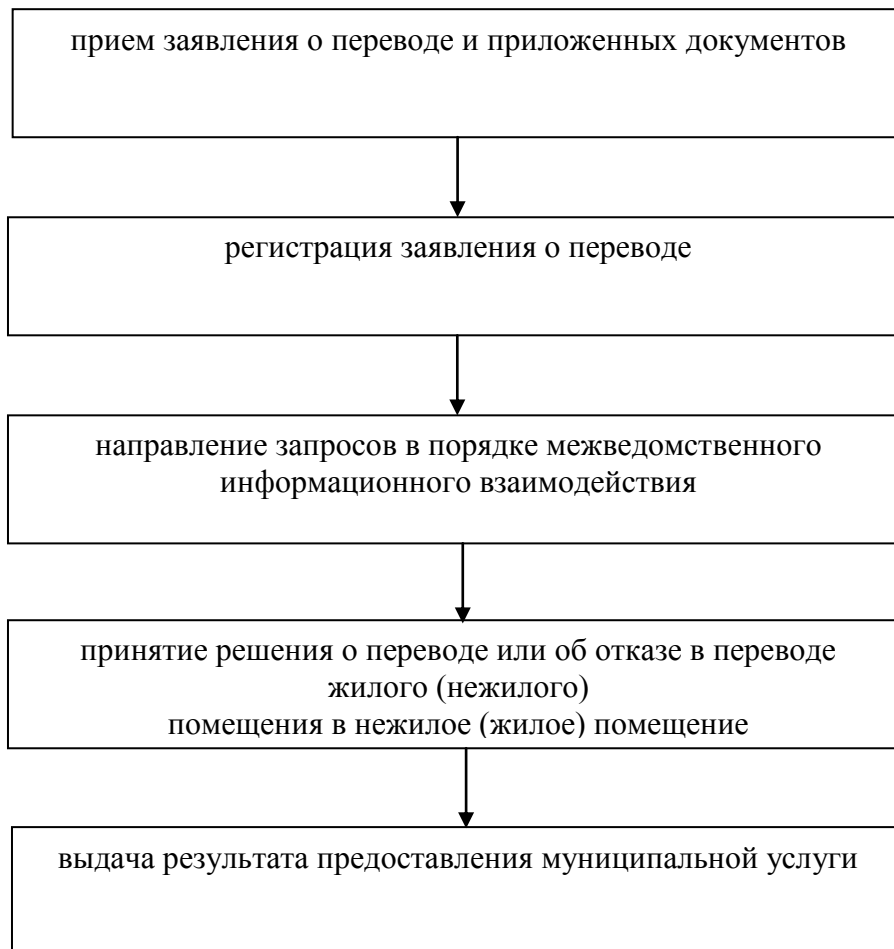 прием заявления о переводе и приложенных документов
регистрация заявления о переводе
направление запросов в порядке межведомственного
информационного взаимодействия
принятие решения о переводе или об отказе в переводе
жилого (нежилого)
помещения в нежилое (жилое) помещение
выдача результата предоставления муниципальной услуги